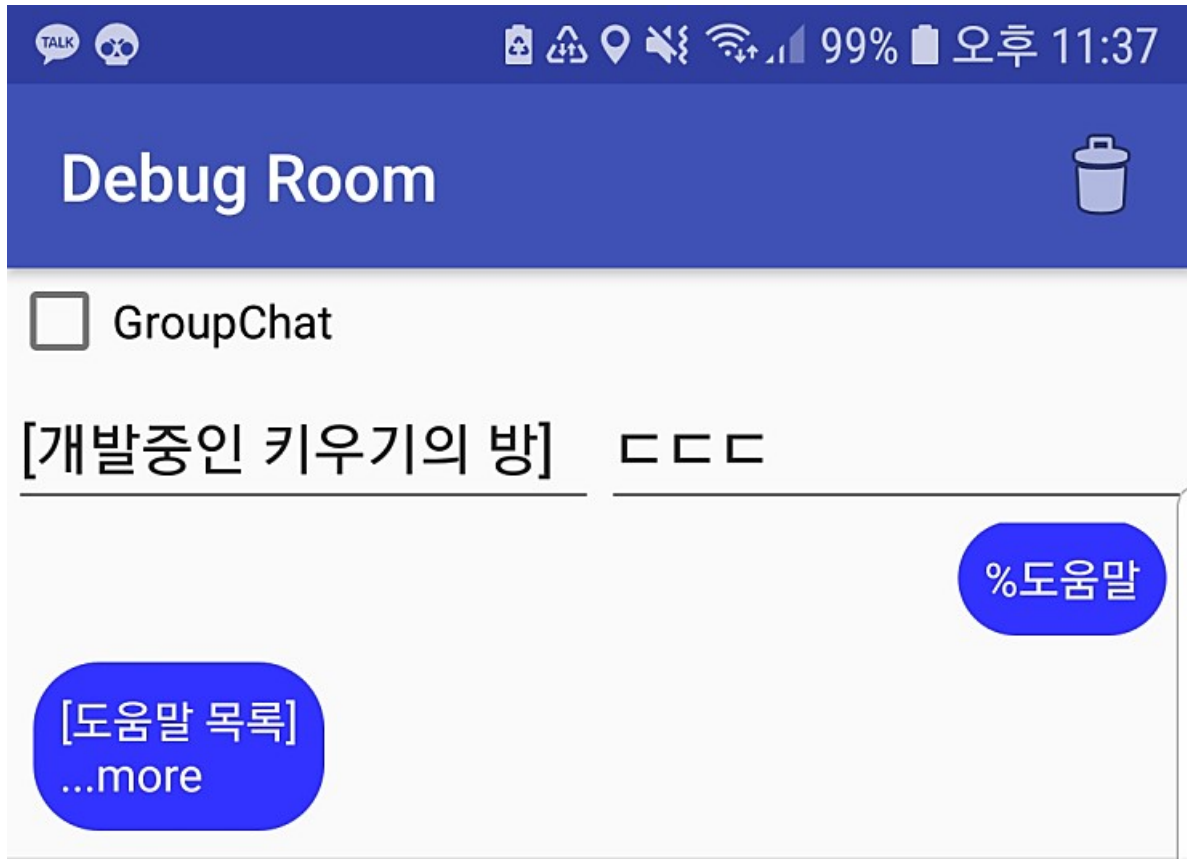 TALK
99% 오후 11:37
Debug Room
GroupChat
[개발중인 키우기의 방] ㄷㄷㄷ
%도움말
[도움말 목록]
...more